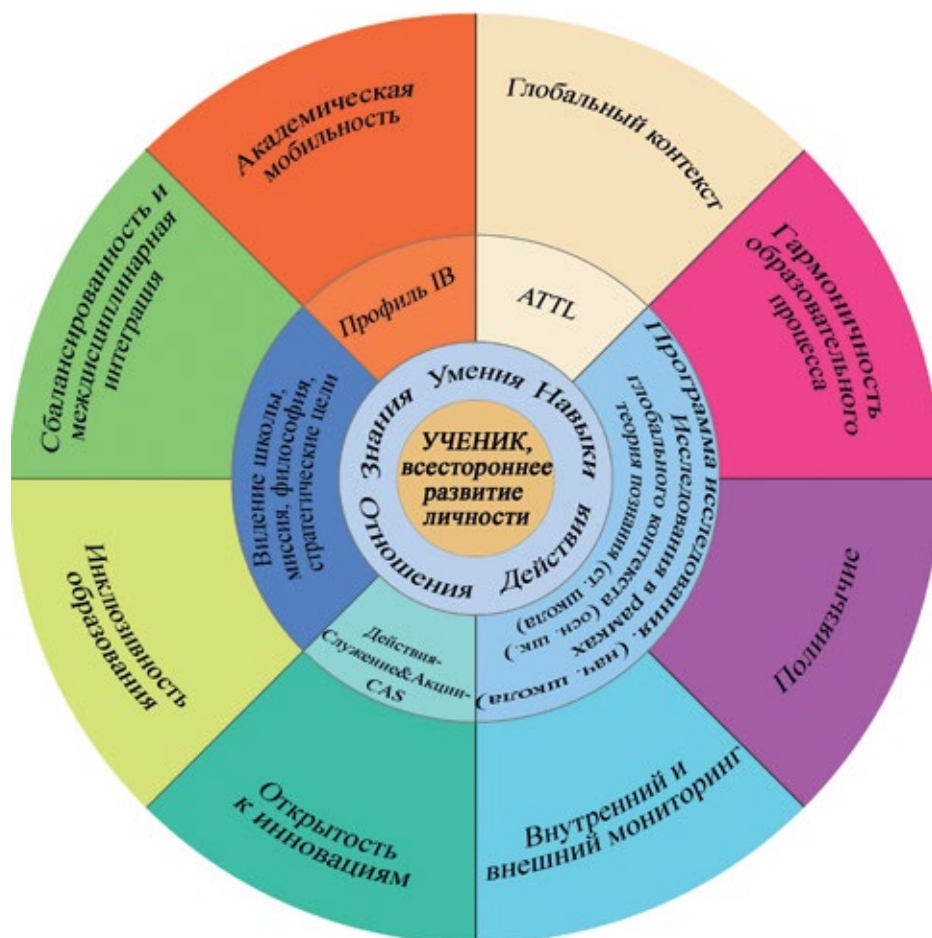 Академическая
мобильность
Глобальный контекст
Гармоничность
образовательного
процесса
Полиязычие
Внутренний и
внешний мониторинг
Открытость
к инновациям
Инклюзивность
образования
Сбалансированность и
междисциплинарная
интеграция
Профиль IB
ATTL
Программа исследования. (нач. школа)
Исследования в рамках
глобального контекста (осн. шк.)
теория познания (ст. школа)
Действия-
Служение&Акции-
CAS
Виление школы,
миссия, философия,
стратегические цели
Знания Умения Навыки
Действия
Отношения
УЧЕНИК,
всестороннее
развитие
личности